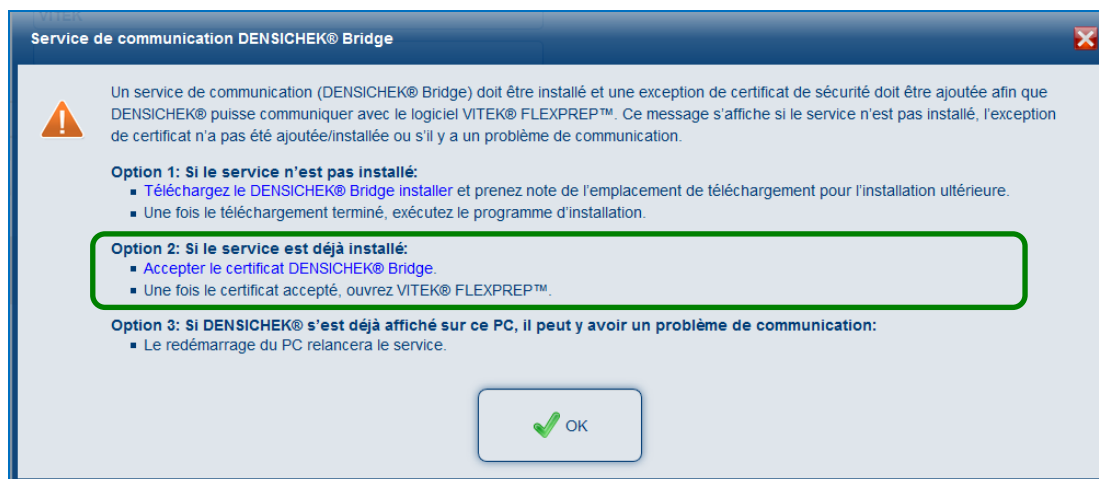 VITEK
Service de communication DENSICHEK® Bridge
Un service de communication (DENSICHEK® Bridge) doit être installé et une exception de certificat de sécurité doit être ajoutée afin que
DENSICHEK® puisse communiquer avec le logiciel VITEK® FLEXPREP™. Ce message s’affiche si le service n’est pas installé, l’exception
de certificat n’a pas été ajoutée/installée ou s’il y a un problème de communication.
Option 1: Si le service n’est pas installé:
▪ Téléchargez le DENSICHEK® Bridge installer et prenez note de l’emplacement de téléchargement pour l’installation ultérieure.
▪ Une fois le téléchargement terminé, exécutez le programme d’installation.
Option 2: Si le service est déjà installé:
▪ Accepter le certificat DENSICHEK® Bridge.
▪ Une fois le certificat accepté, ouvrez VITEK® FLEXPREP™.
Option 3: Si DENSICHEK® s’est déjà affiché sur ce PC, il peut y avoir un problème de communication:
▪ Le redémarrage du PC relancera le service.
OK